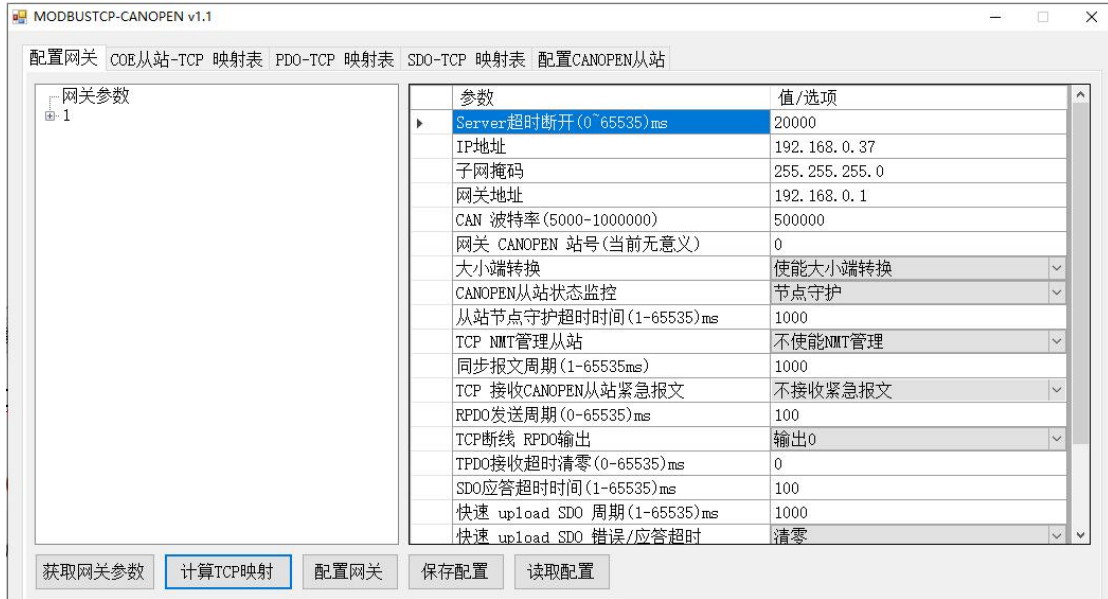 MODBUSTCP-CANOPEN v1.1
配置网关 COE从站-TCP 映射表 PDO-TCP 映射表 SDO-TCP 映射表 配置CANOPEN从站
网关参数
1
参数 值/选项
Server超时断开(0~65535)ms 20000
IP地址 192.168.0.37
子网掩码 255.255.255.0
网关地址 192.168.0.1
CAN 波特率(5000-1000000) 500000
网关 CANOPEN 站号(当前无意义) 0
大小端转换 使能大小端转换
CANOPEN从站状态监控 节点守护
从站节点守护超时时间(1-65535)ms 1000
TCP NMT管理从站 不使能NMT管理
同步报文周期(1-65535ms) 1000
TCP 接收CANOPEN从站紧急报文 不接收紧急报文
RPDO发送周期(0-65535)ms 100
TCP断线 RPDO输出 输出0
TPDO接收超时清零(0-65535)ms 0
SDO应答超时时间(1-65535)ms 100
快速 upload SDO 周期(1-65535)ms 1000
快速 upload SDO 错误/应答超时 清零
获取网关参数 计算TCP映射 配置网关 保存配置 读取配置